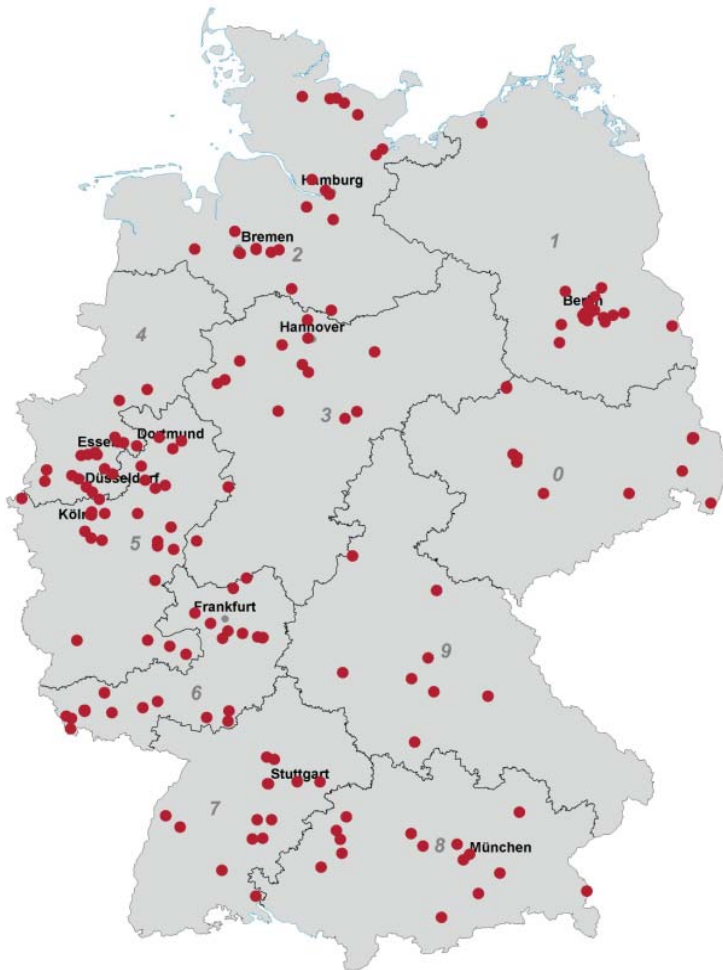 Hamburg
Bremen
2
1
Berlin
Hannover
4
3
Essen
Dortmund
Düsseldorf
0
Köln
5
Frankfurt
9
6
Stuttgart
7
8
München